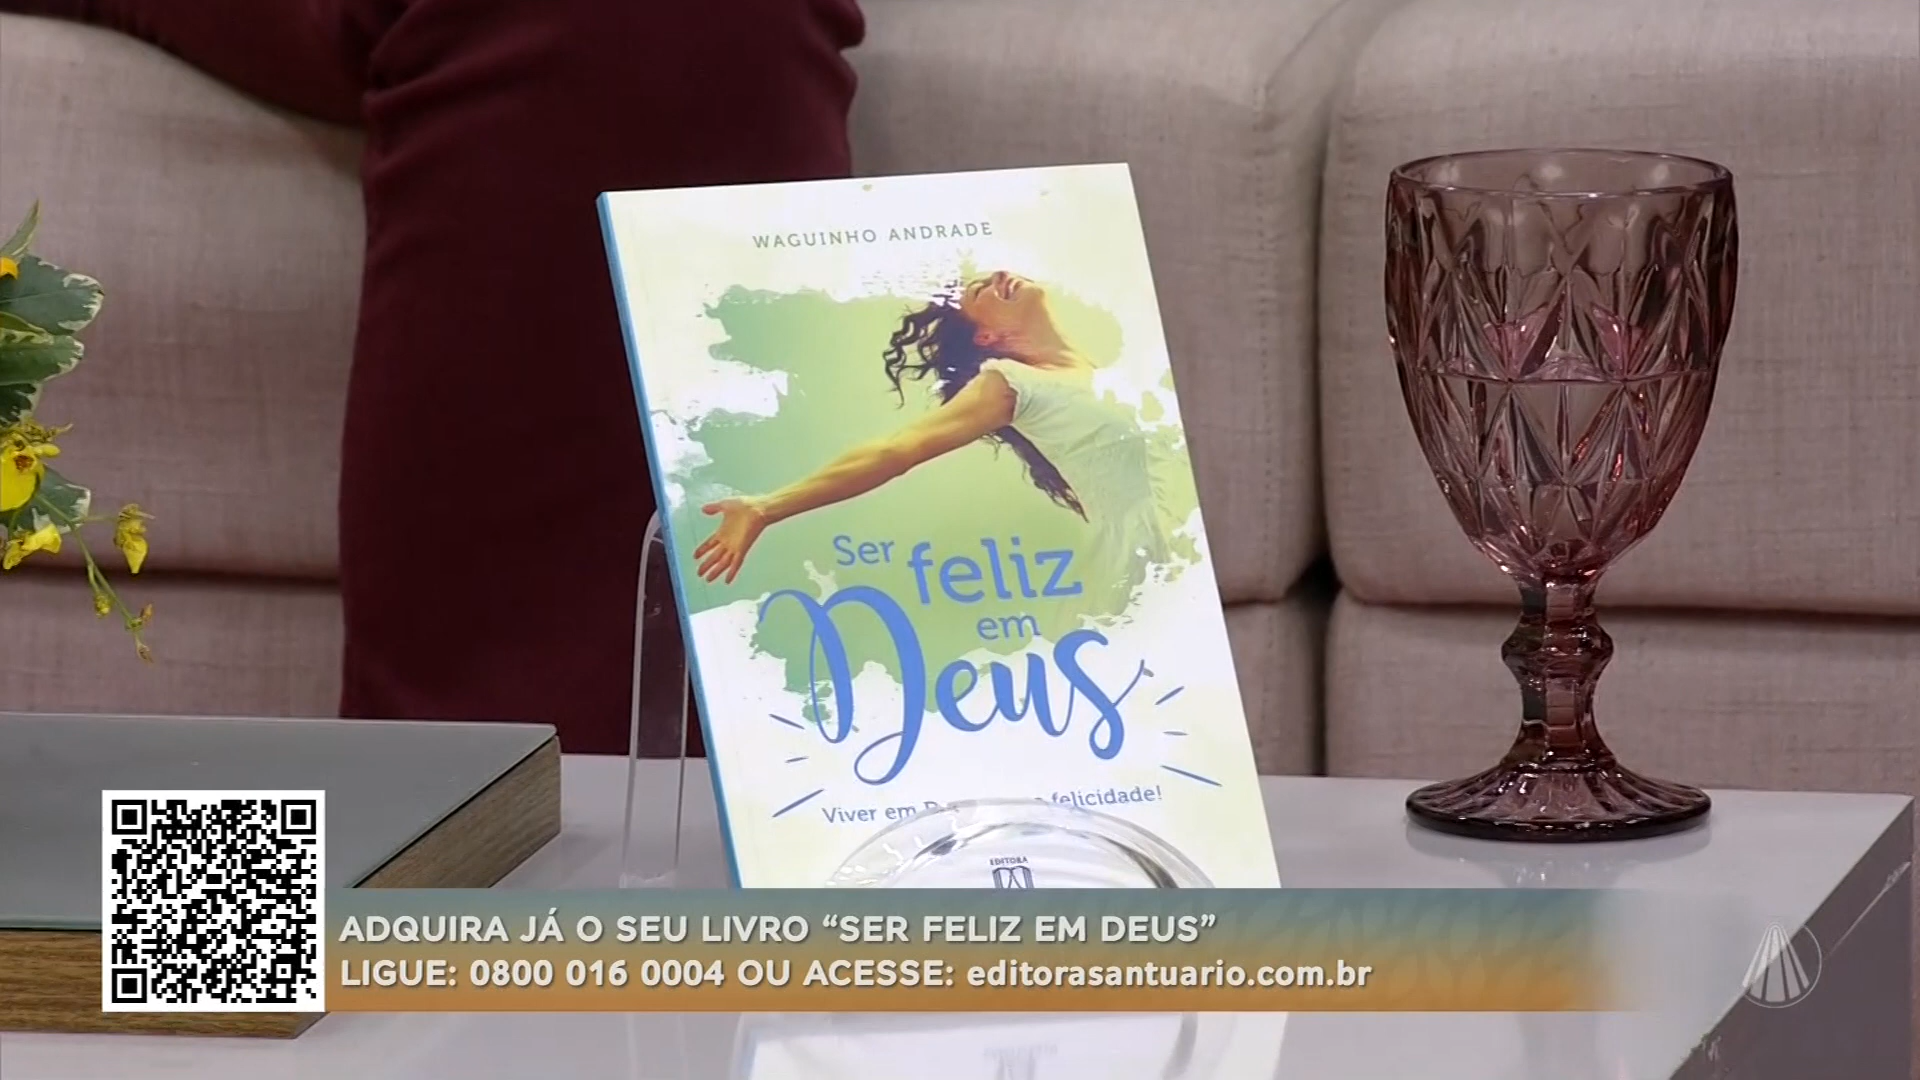 WAGUINHO ANDRADE
Ser feliz
em
Deus
Viver em felicidade!
EDITORA
ADQUIRA JÁ O SEU LIVRO “SER FELIZ EM DEUS”
LIGUE: 0800 016 0004 OU ACESSE: editorasantuario.com.br